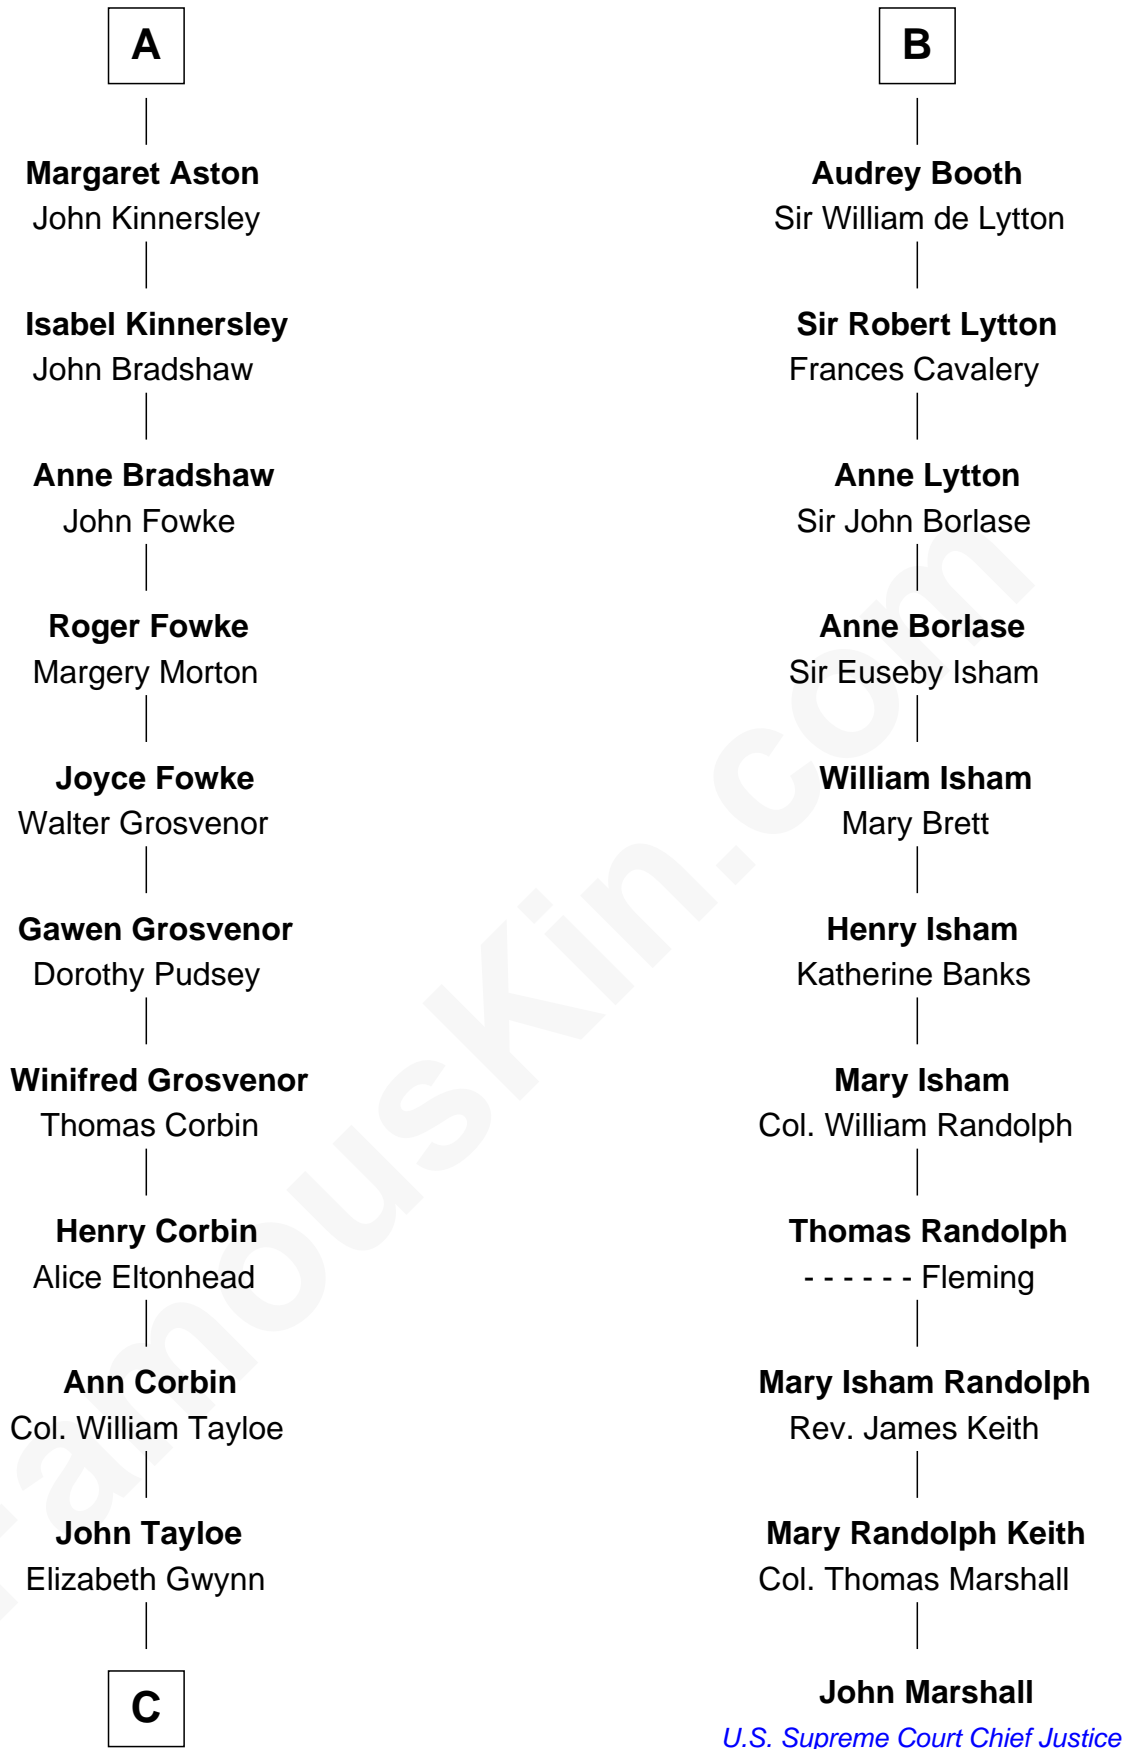 A
Margaret Aston
John Kinnersley
Isabel Kinnersley
John Bradshaw
Anne Bradshaw
John Fowke
Roger Fowke
Margery Morton
Joyce Fowke
Walter Grosvenor
Gawen Grosvenor
Dorothy Pudsey
Winifred Grosvenor
Thomas Corbin
Henry Corbin
Alice Eltonhead
Ann Corbin
Col. William Tayloe
John Tayloe
Elizabeth Gwynn
C
B
Audrey Booth
Sir William de Lytton
Sir Robert Lytton
Frances Cavalery
Anne Lytton
Sir John Borlase
Anne Borlase
Sir Euseby Isham
William Isham
Mary Brett
Henry Isham
Katherine Banks
Mary Isham
Col. William Randolph
Thomas Randolph
- - - - - - Fleming
Mary Isham Randolph
Rev. James Keith
Mary Randolph Keith
Col. Thomas Marshall
John Marshall
U.S. Supreme Court Chief Justice
FamousKin.com